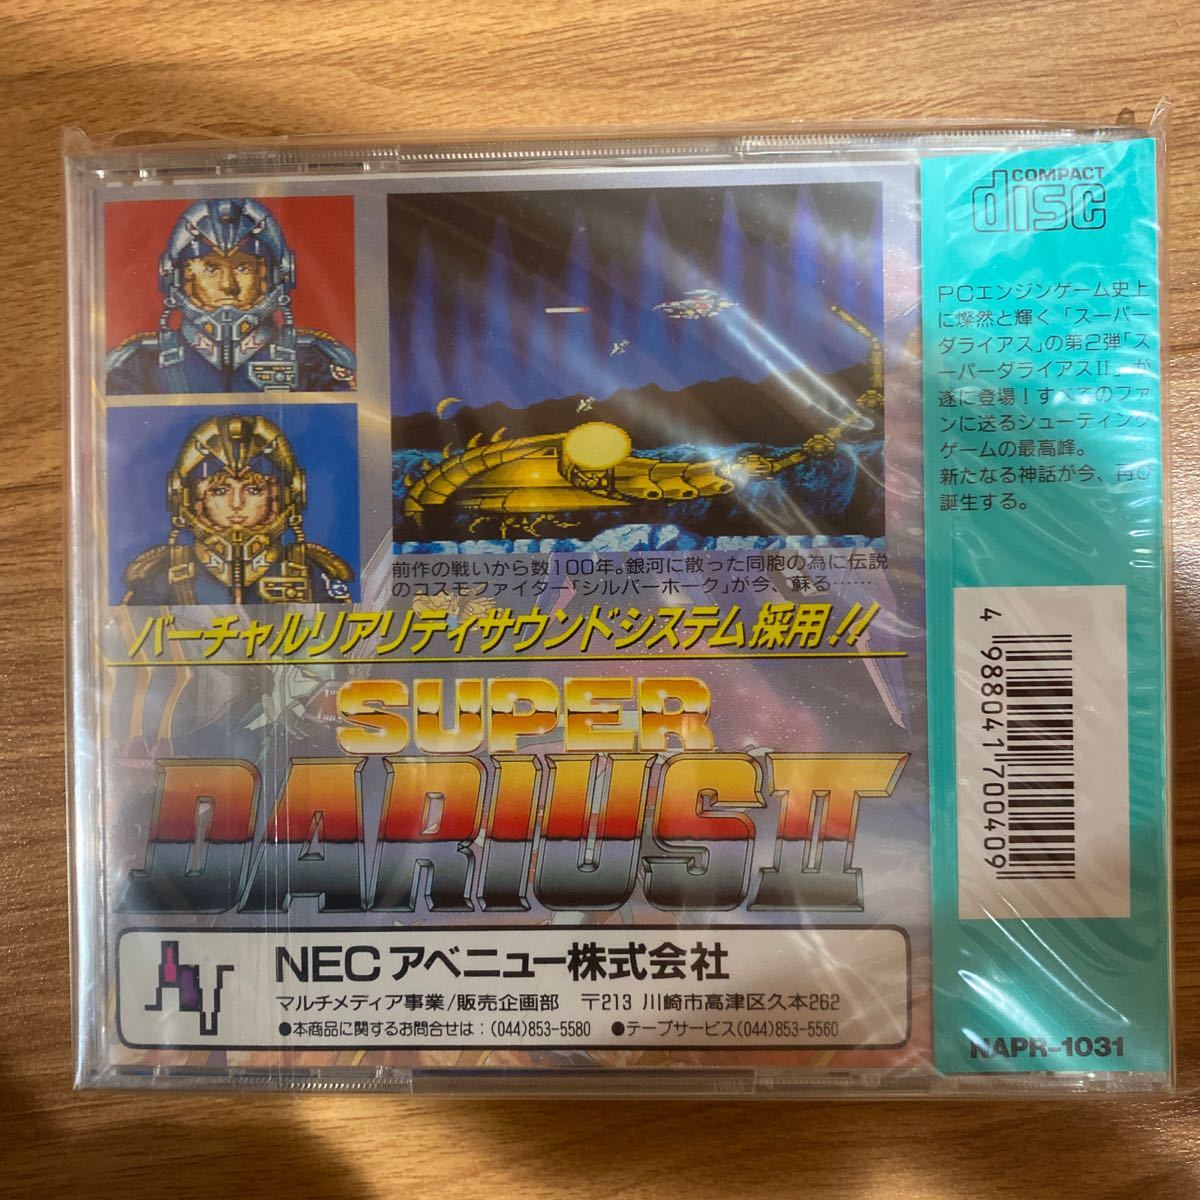 前作の戦いから数100年。銀河に散った同胞の為に伝説
のコスモファイター「シルバーホーク」が今、蘇る……
バーチャルリアリティサウンドシステム採用!!
SUPER
DARIUS II
NEC アベニュー株式会社
マルチメディア事業/販売企画部 〒213 川崎市高津区久本262
●本商品に関するお問合せは:(044)853-5580 ●テープサービス(044)853-5560
COMPACT
disc
PCエンジンゲーム史上
に燦然と輝く「スーパー
ダライアス」の第2弾「ス
ーパーダライアスII」が
遂に登場!すべてのファ
ンに送るシューティング
ゲームの最高峰。
新たなる神話が今、再び
誕生する。
4 988041 700409
NAPR-1031